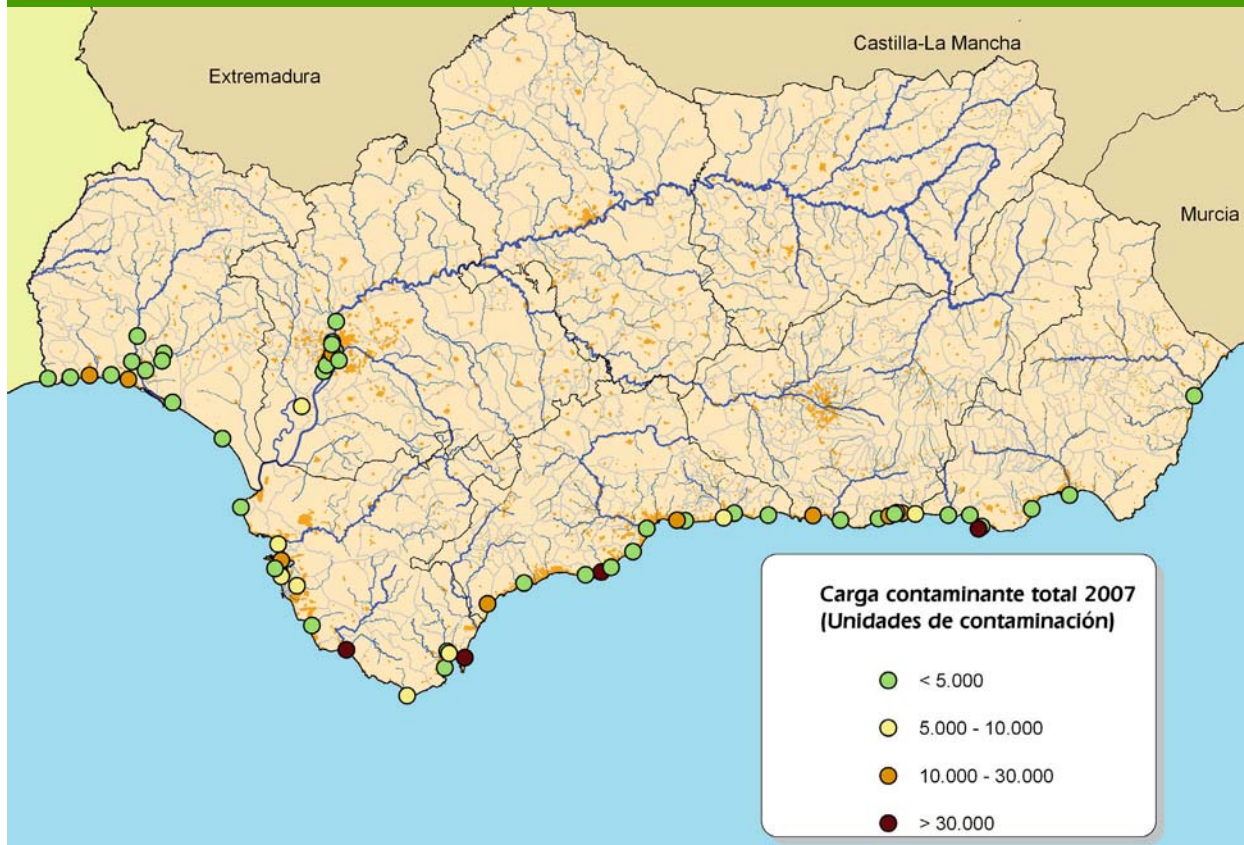 Castilla-La Mancha
Extremadura
Murcia
Carga contaminante total 2007
(Unidades de contaminación)
< 5.000
5.000 - 10.000
10.000 - 30.000
> 30.000